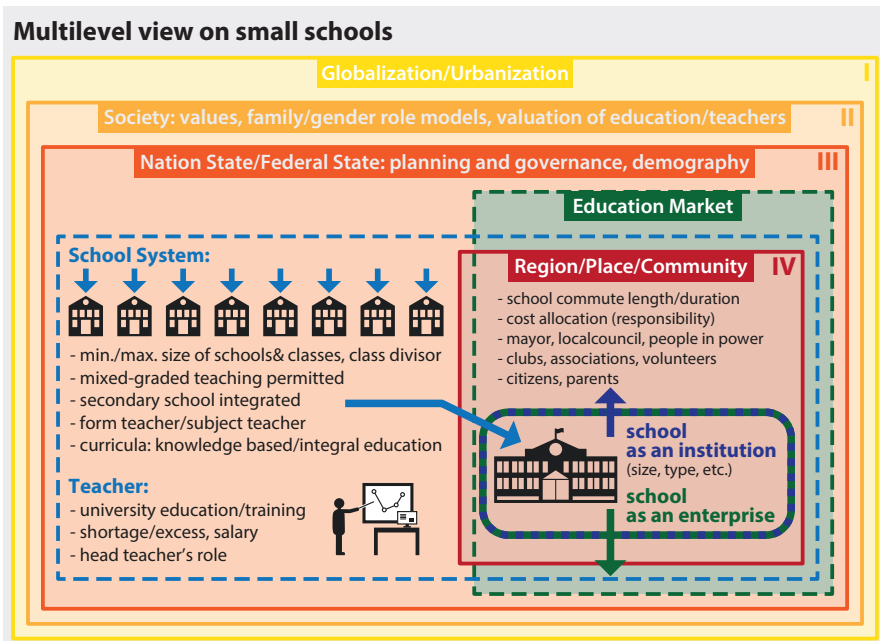 Multilevel view on small schools
Globalization/Urbanization
I
Society: values, family/gender role models, valuation of education/teachers
II
Nation State/Federal State: planning and governance, demography
III
Education Market
School System:
- min./max. size of schools& classes, class divisor
- mixed-graded teaching permitted
- secondary school integrated
- form teacher/subject teacher
- curricula: knowledge based/integral education
Teacher:
- university education/training
- shortage/excess, salary
- head teacher's role
Region/Place/Community
IV
- school commute length/duration
- cost allocation (responsibility)
- mayor, localcouncil, people in power
- clubs, associations, volunteers
- citizens, parents
school
as an institution
(size, type, etc.)
school
as an enterprise